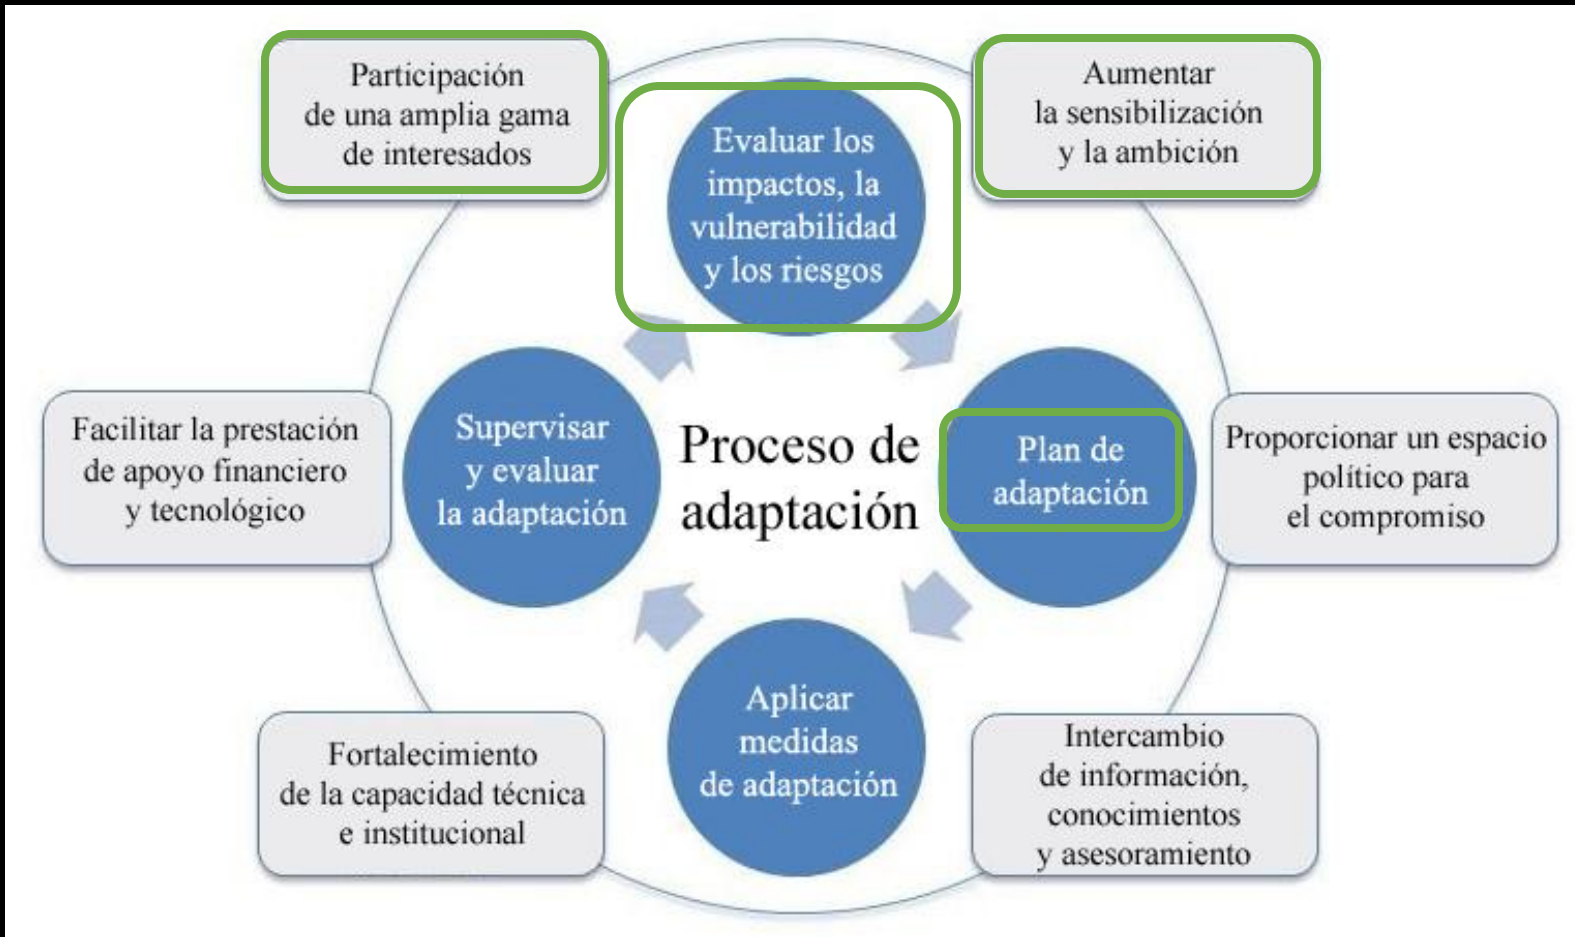 Participación
de una amplia gama
de interesados
Evaluar los
impactos, la
vulnerabilidad
y los riesgos
Aumentar
la sensibilización
y la ambición
Facilitar la prestación
de apoyo financiero
y tecnológico
Supervisar
y evaluar
la adaptación
Proceso de
adaptación
Plan de
adaptación
Proporcionar un espacio
político para
el compromiso
Fortalecimiento
de la capacidad técnica
e institucional
Aplicar
medidas
de adaptación
Intercambio
de información,
conocimientos
y asesoramiento